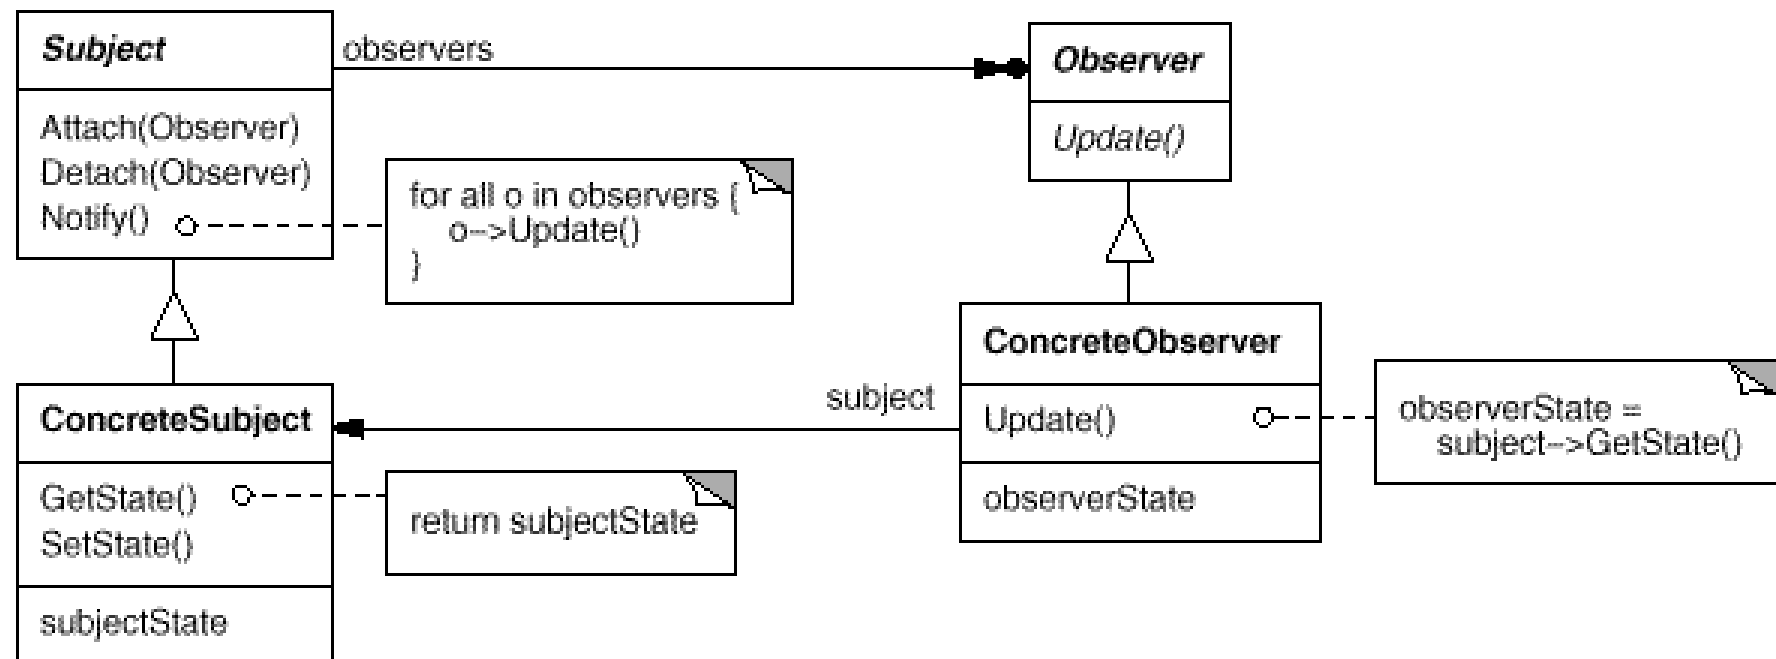 Subject
observers
Observer
Attach(Observer)
Detach(Observer)
Notify()
for all o in observers {
o–>Update()
}
Update()
ConcreteObserver
Update()
observerState
observerState =
subject–>GetState()
subject
ConcreteSubject
GetState()
SetState()
subjectState
return subjectState